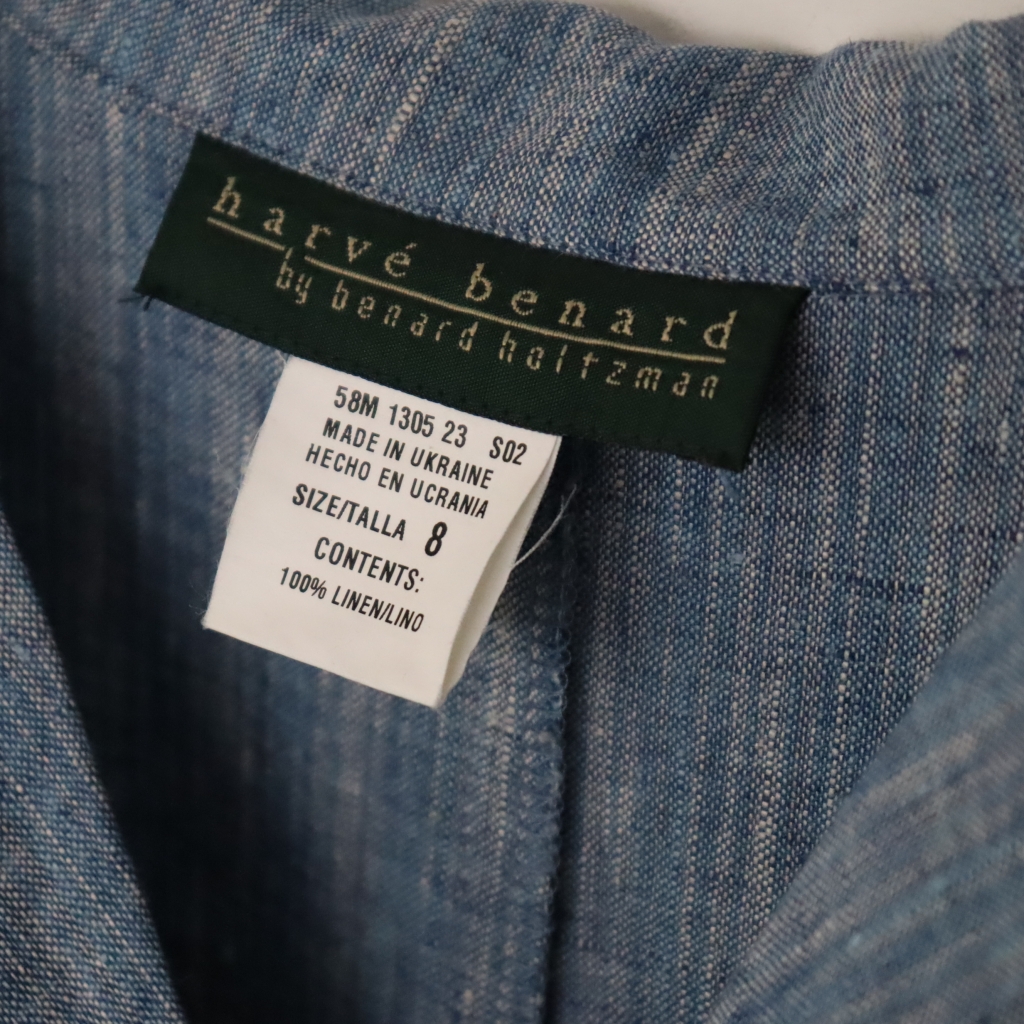 harvé benard
by benard holtzman
58M 1305 23 S02
MADE IN UKRAINE
HECHO EN UCRANIA
SIZE/TALLA 8
CONTENTS:
100% LINEN/LINO